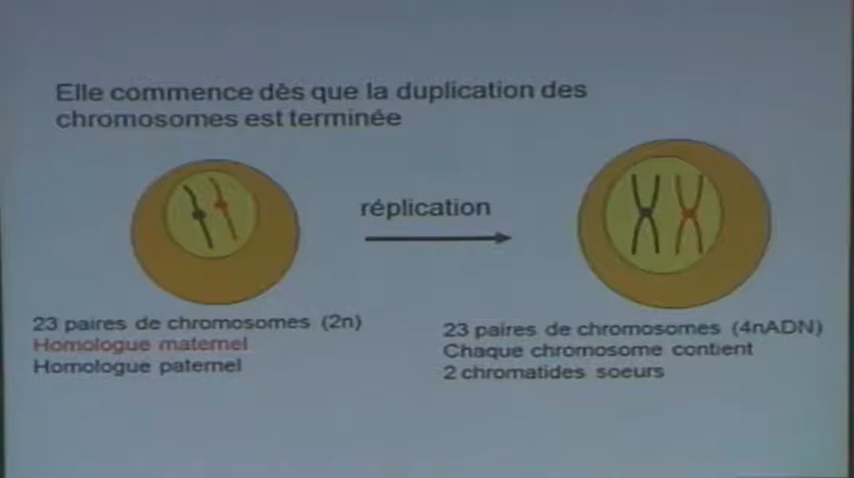 Elle commence dès que la duplication des
chromosomes est terminée
réplication
23 paires de chromosomes (2n)
Homologue maternel
Homologue paternel
23 paires de chromosomes (4nADN)
Chaque chromosome contient
2 chromatides soeurs